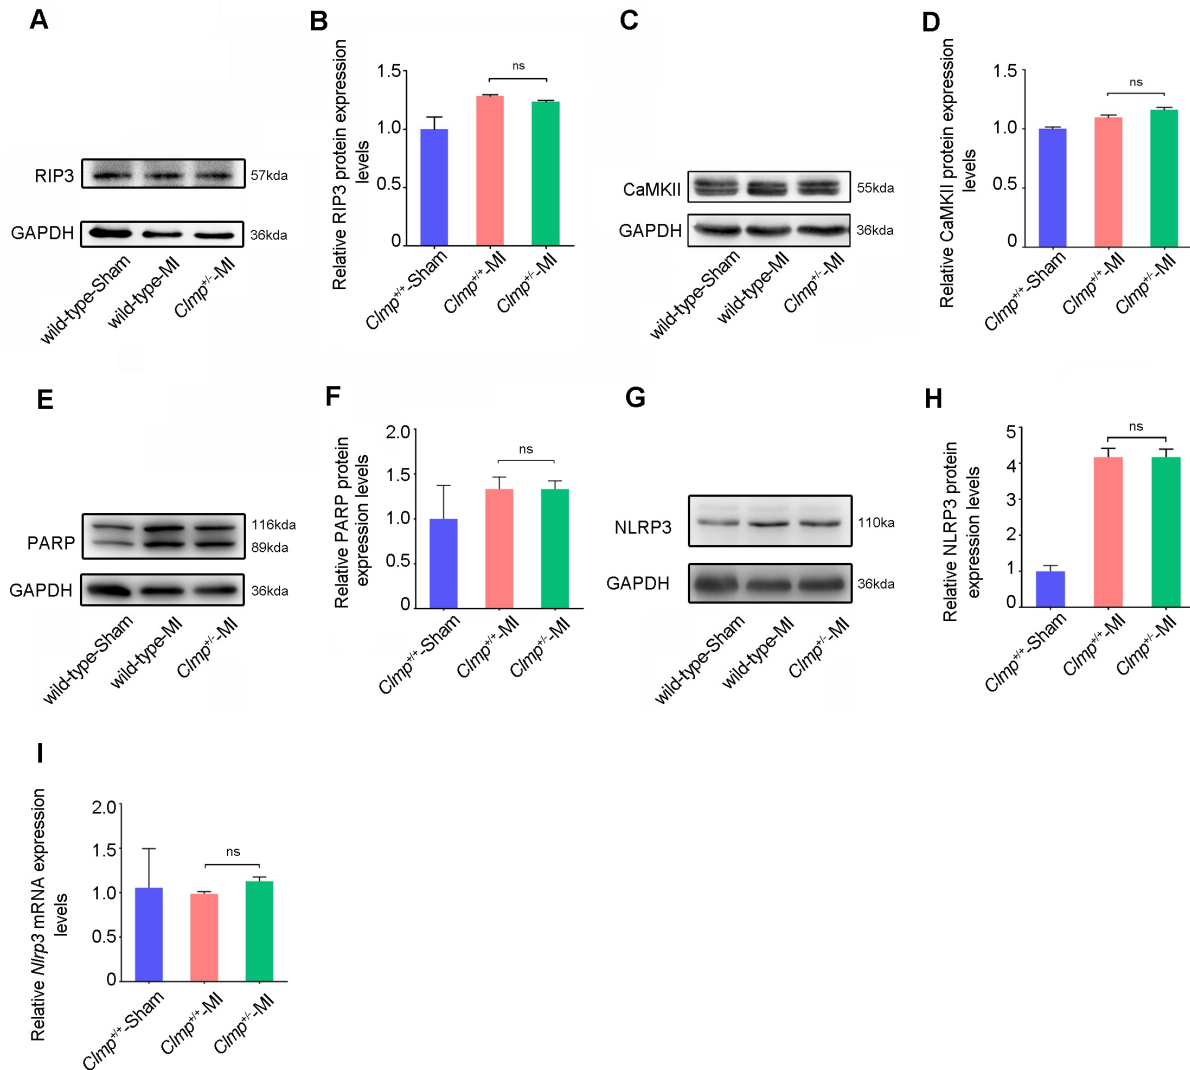 A
RIP3
57kda
GAPDH
36kda
wild-type-Sham
wild-type-MI
Clmp+/−-MI
B
Relative RIP3 protein expression
levels
1.5
1.0
0.5
0
ns
Clmp+/+-Sham
Clmp+/+-MI
Clmp+/−-MI
C
CaMKII
55kda
GAPDH
36kda
wild-type-Sham
wild-type-MI
Clmp+/−-MI
D
Relative CaMKII protein expression
levels
1.5
1.0
0.5
0
ns
Clmp+/+-Sham
Clmp+/+-MI
Clmp+/−-MI
E
116kda
PARP
89kda
GAPDH
36kda
wild-type-Sham
wild-type-MI
Clmp+/−-MI
F
Relative PARP protein
expression levels
2.0
1.5
1.0
0.5
0
ns
Clmp+/+-Sham
Clmp+/+-MI
Clmp+/−-MI
G
NLRP3
110ka
GAPDH
36kda
wild-type-Sham
wild-type-MI
Clmp+/−-MI
H
Relative NLRP3 protein
expression levels
5
4
3
2
1
0
ns
Clmp+/+-Sham
Clmp+/+-MI
Clmp+/−-MI
I
Relative Nlrp3 mRNA expression
levels
2.0
1.5
1.0
0.5
0
ns
Clmp+/+-Sham
Clmp+/+-MI
Clmp+/−-MI